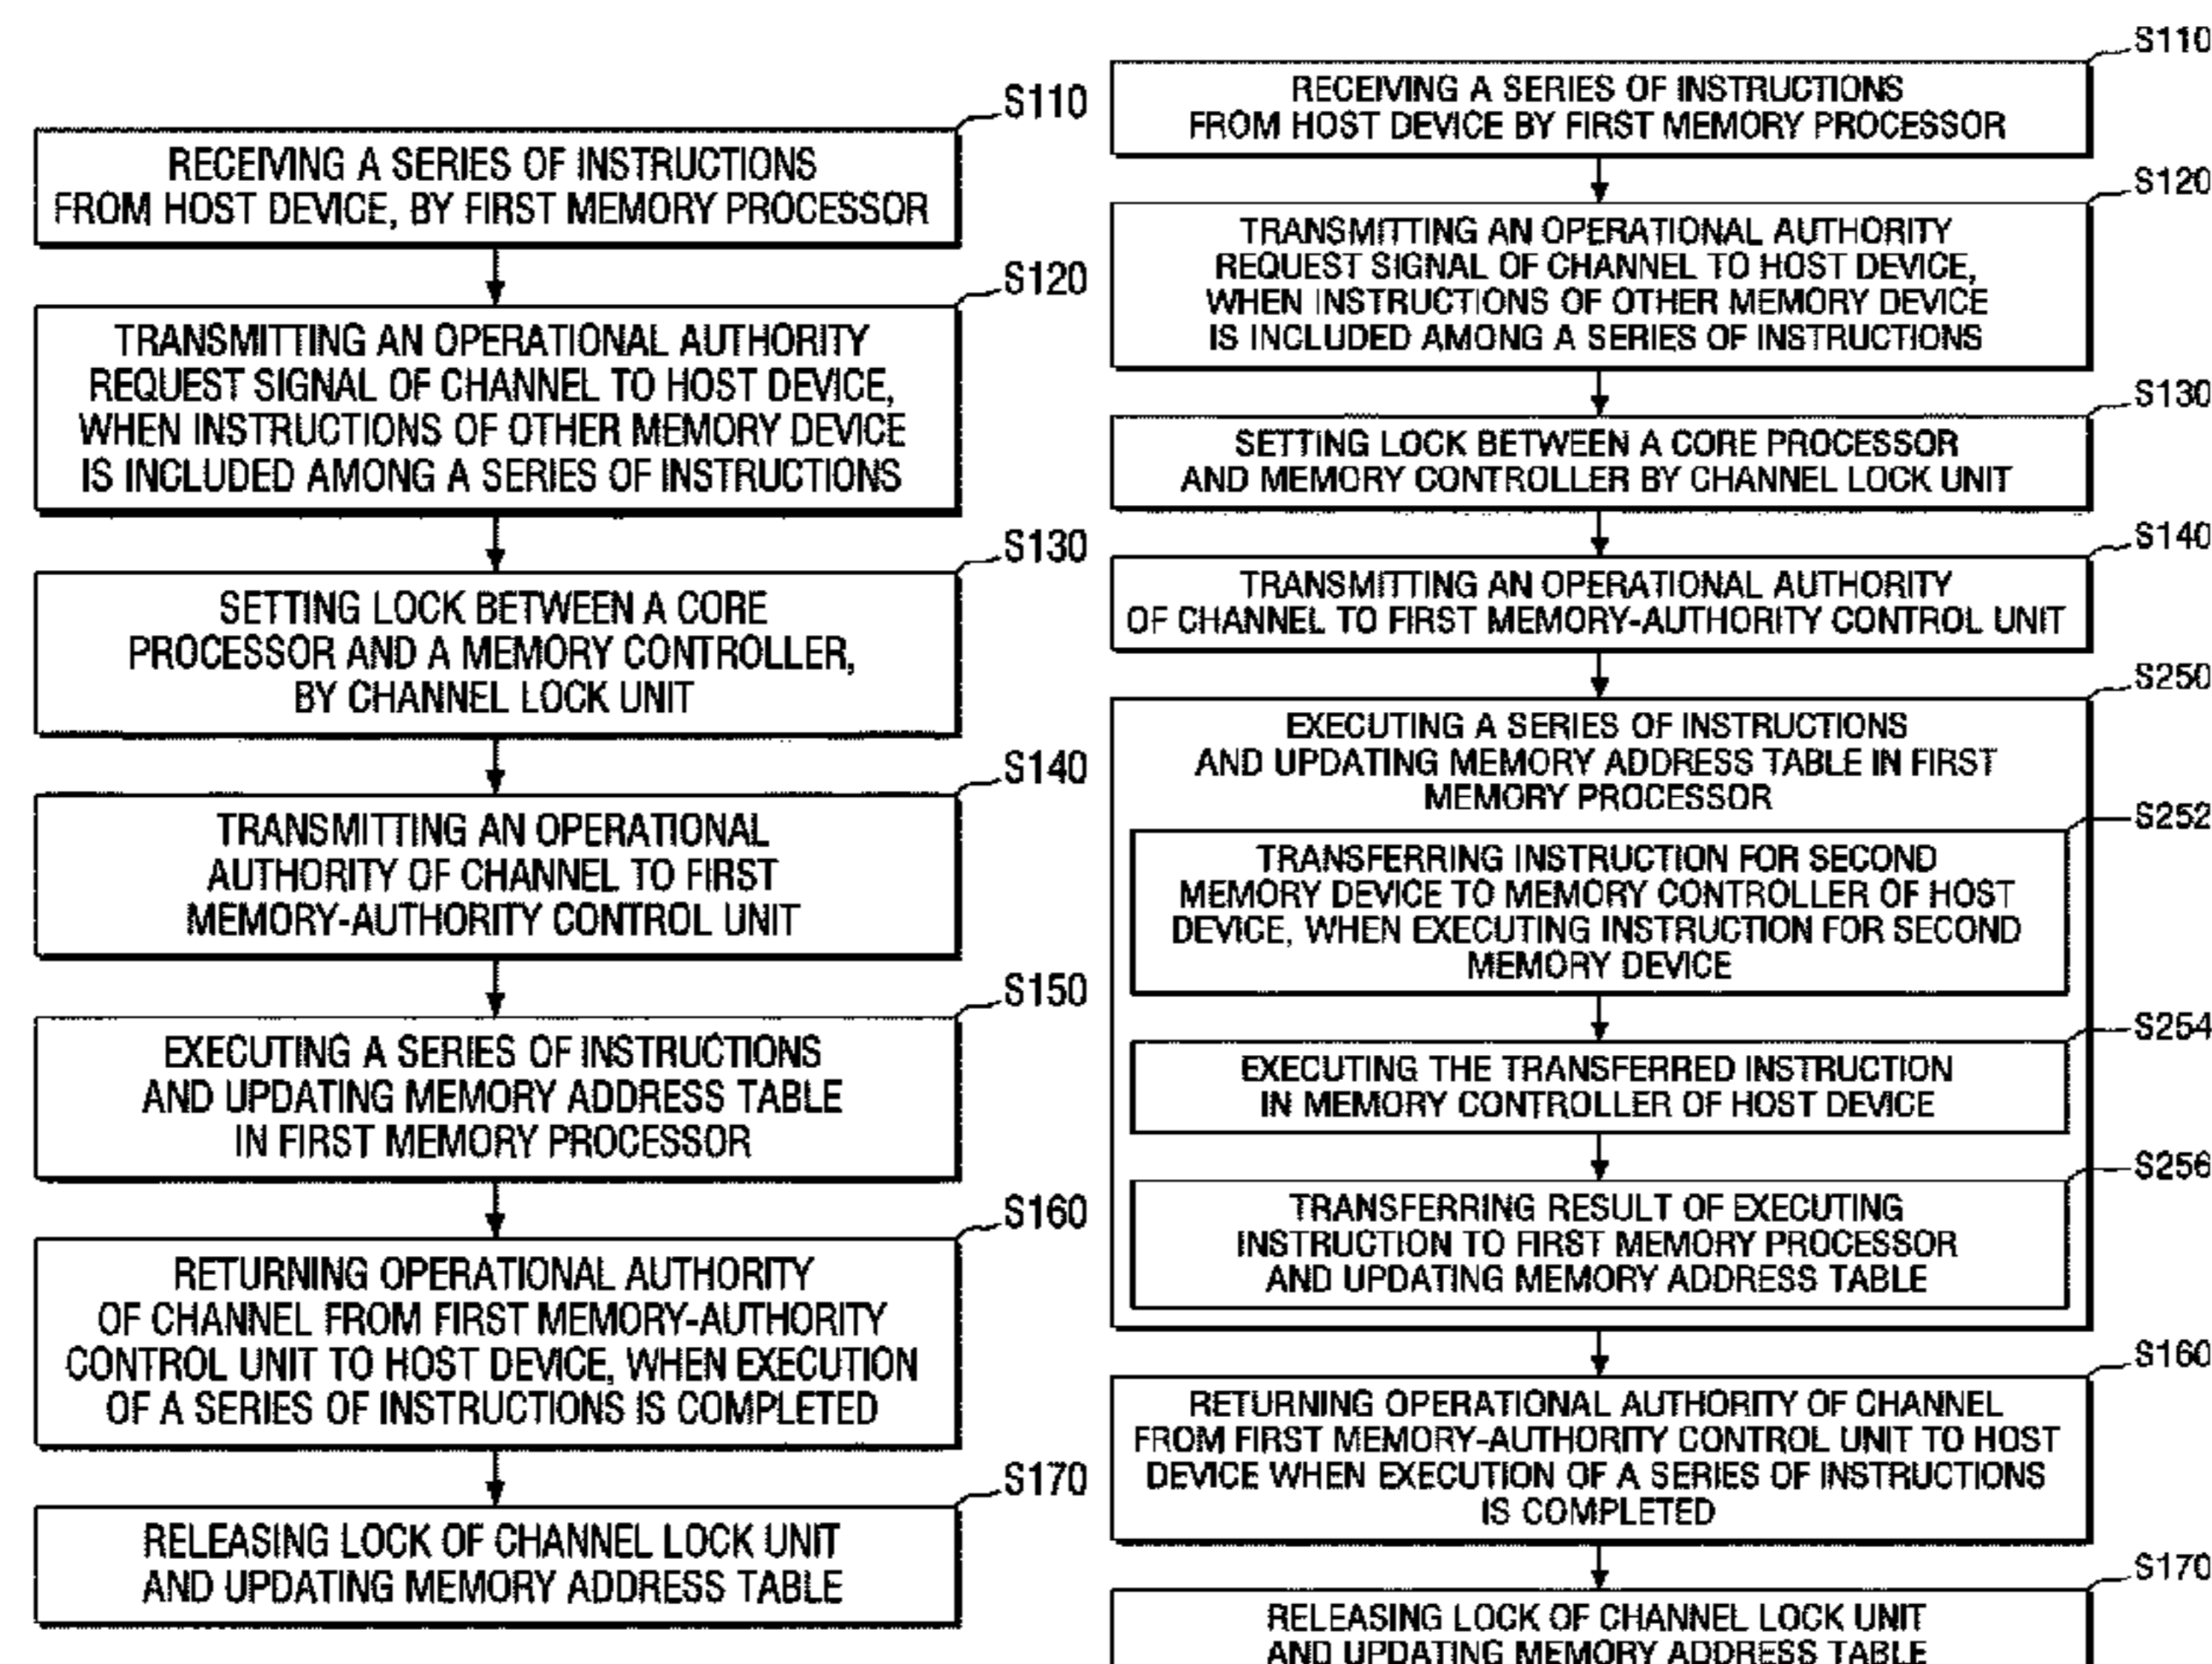 S110
RECEIVING A SERIES OF INSTRUCTIONS
FROM HOST DEVICE, BY FIRST MEMORY PROCESSOR
S120
TRANSMITTING AN OPERATIONAL AUTHORITY
REQUEST SIGNAL OF CHANNEL TO HOST DEVICE,
WHEN INSTRUCTIONS OF OTHER MEMORY DEVICE
IS INCLUDED AMONG A SERIES OF INSTRUCTIONS
S130
SETTING LOCK BETWEEN A CORE
PROCESSOR AND A MEMORY CONTROLLER,
BY CHANNEL LOCK UNIT
S140
TRANSMITTING AN OPERATIONAL
AUTHORITY OF CHANNEL TO FIRST
MEMORY-AUTHORITY CONTROL UNIT
S150
EXECUTING A SERIES OF INSTRUCTIONS
AND UPDATING MEMORY ADDRESS TABLE
IN FIRST MEMORY PROCESSOR
S160
RETURNING OPERATIONAL AUTHORITY
OF CHANNEL FROM FIRST MEMORY-AUTHORITY
CONTROL UNIT TO HOST DEVICE, WHEN EXECUTION
OF A SERIES OF INSTRUCTIONS IS COMPLETED
S170
RELEASING LOCK OF CHANNEL LOCK UNIT
AND UPDATING MEMORY ADDRESS TABLE
S110
RECEIVING A SERIES OF INSTRUCTIONS
FROM HOST DEVICE BY FIRST MEMORY PROCESSOR
S120
TRANSMITTING AN OPERATIONAL AUTHORITY
REQUEST SIGNAL OF CHANNEL TO HOST DEVICE,
WHEN INSTRUCTIONS OF OTHER MEMORY DEVICE
IS INCLUDED AMONG A SERIES OF INSTRUCTIONS
S130
SETTING LOCK BETWEEN A CORE PROCESSOR
AND MEMORY CONTROLLER BY CHANNEL LOCK UNIT
S140
TRANSMITTING AN OPERATIONAL AUTHORITY
OF CHANNEL TO FIRST MEMORY-AUTHORITY CONTROL UNIT
S250
EXECUTING A SERIES OF INSTRUCTIONS
AND UPDATING MEMORY ADDRESS TABLE IN FIRST
MEMORY PROCESSOR
S252
TRANSFERRING INSTRUCTION FOR SECOND
MEMORY DEVICE TO MEMORY CONTROLLER OF HOST
DEVICE, WHEN EXECUTING INSTRUCTION FOR SECOND
MEMORY DEVICE
S254
EXECUTING THE TRANSFERRED INSTRUCTION
IN MEMORY CONTROLLER OF HOST DEVICE
S256
TRANSFERRING RESULT OF EXECUTING
INSTRUCTION TO FIRST MEMORY PROCESSOR
AND UPDATING MEMORY ADDRESS TABLE
S160
RETURNING OPERATIONAL AUTHORITY OF CHANNEL
FROM FIRST MEMORY-AUTHORITY CONTROL UNIT TO HOST
DEVICE WHEN EXECUTION OF A SERIES OF INSTRUCTIONS
IS COMPLETED
S170
RELEASING LOCK OF CHANNEL LOCK UNIT
AND UPDATING MEMORY ADDRESS TABLE